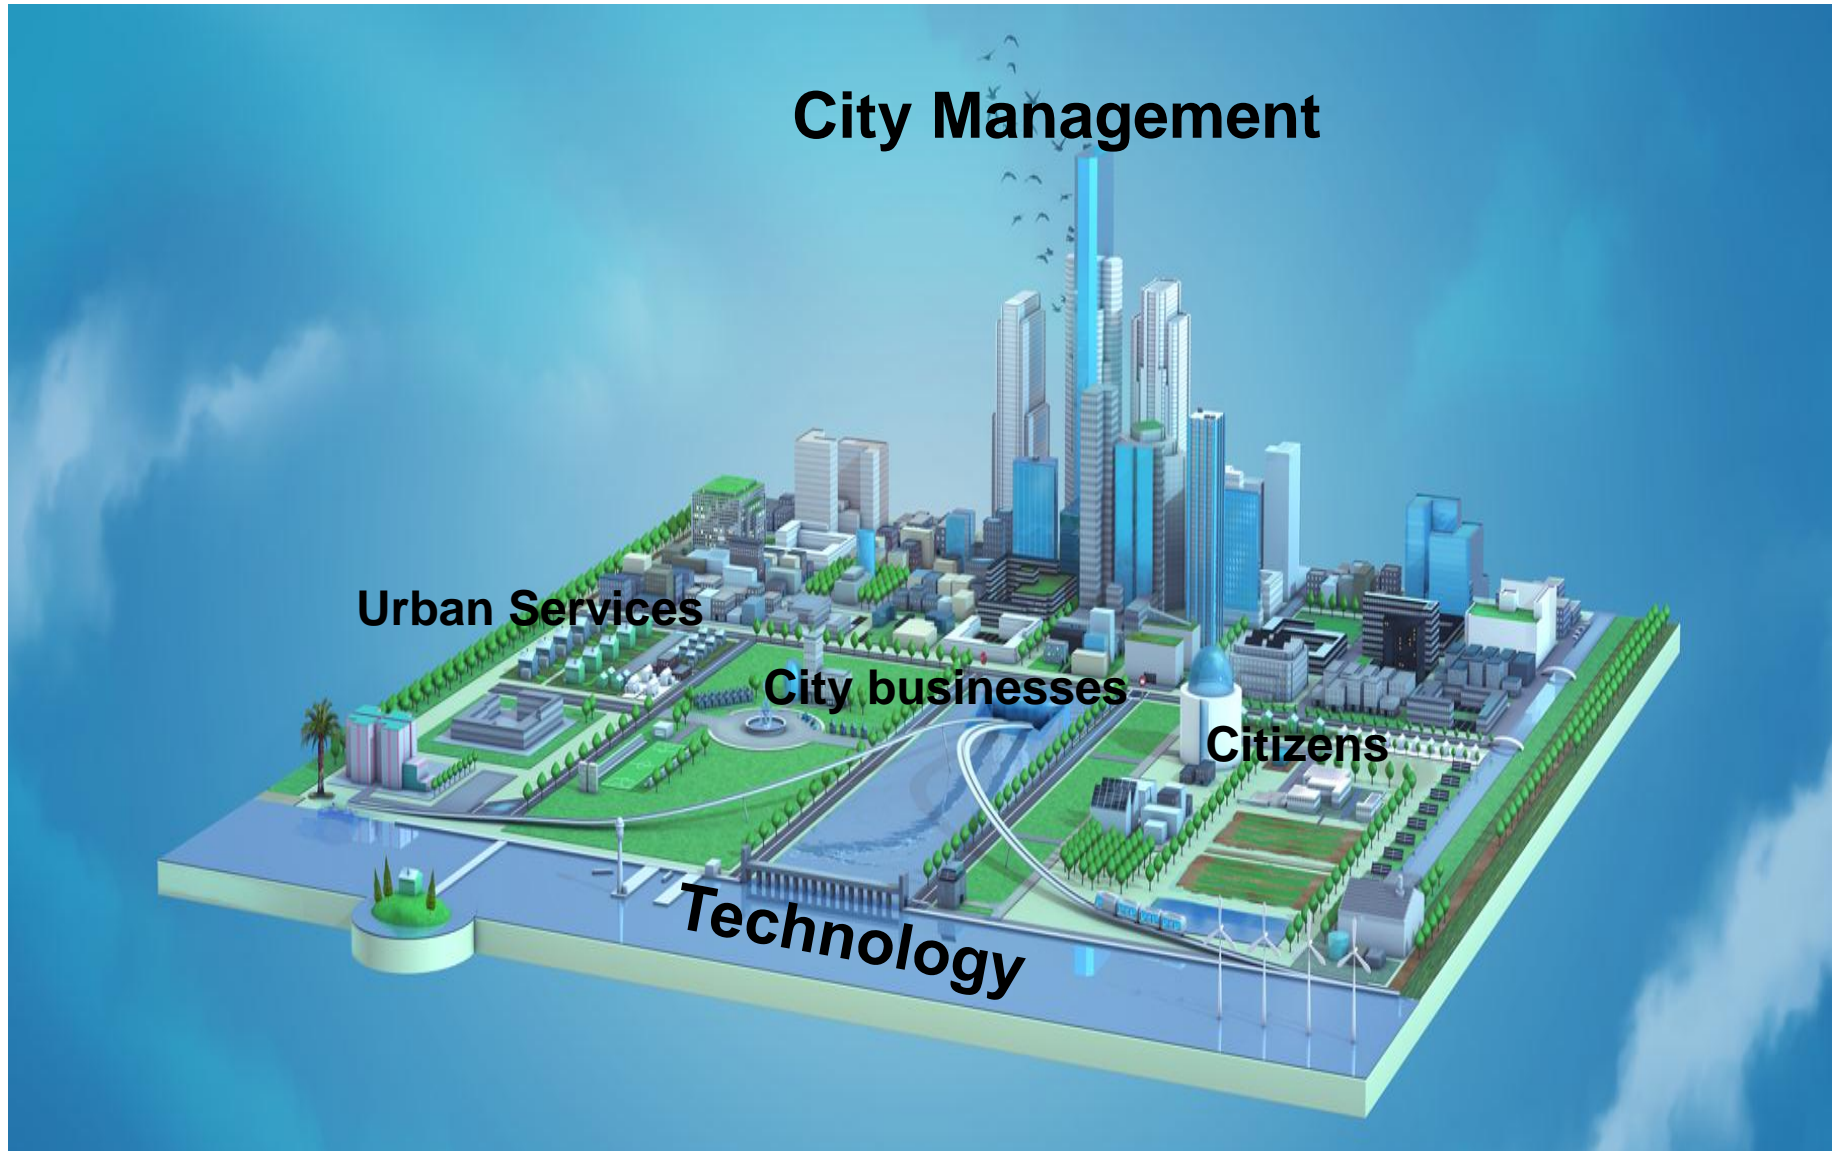 City Management
Urban Services
City businesses
Citizens
Technology